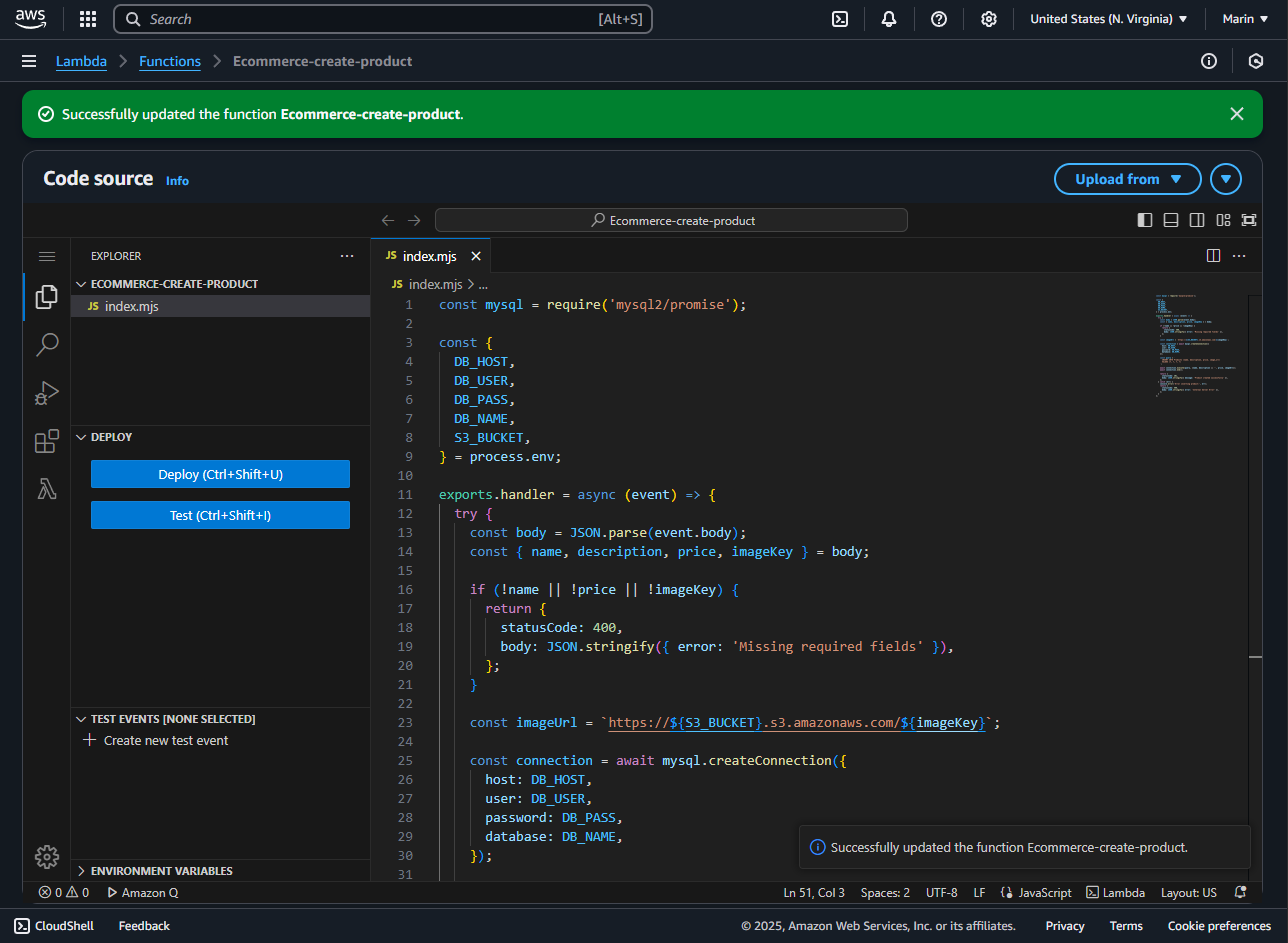 aws
Search [Alt+S]
United States (N. Virginia)
Marin
Lambda
Functions
Ecommerce-create-product
Successfully updated the function Ecommerce-create-product.
Code source Info
Upload from
Ecommerce-create-product
EXPLORER
ECOMMERCE-CREATE-PRODUCT
JS index.mjs
DEPLOY
Deploy (Ctrl+Shift+U)
Test (Ctrl+Shift+I)
TEST EVENTS [NONE SELECTED]
Create new test event
ENVIRONMENT VARIABLES
JS index.mjs
JS index.mjs > ...
1 const mysql = require('mysql2/promise');
2
3 const {
4 DB_HOST,
5 DB_USER,
6 DB_PASS,
7 DB_NAME,
8 S3_BUCKET,
9 } = process.env;
10
11 exports.handler = async (event) => {
12 try {
13 const body = JSON.parse(event.body);
14 const { name, description, price, imageKey } = body;
15
16 if (!name || !price || !imageKey) {
17 return {
18 statusCode: 400,
19 body: JSON.stringify({ error: 'Missing required fields' }),
20 };
21 }
22
23 const imageUrl = `https://${S3_BUCKET}.s3.amazonaws.com/${imageKey}`;
24
25 const connection = await mysql.createConnection({
26 host: DB_HOST,
27 user: DB_USER,
28 password: DB_PASS,
29 database: DB_NAME,
30 });
31
Successfully updated the function Ecommerce-create-product.
0 0 Amazon Q
Ln 51, Col 3 Spaces: 2 UTF-8 LF JavaScript Lambda Layout: US
CloudShell Feedback
© 2025, Amazon Web Services, Inc. or its affiliates. Privacy Terms Cookie preferences